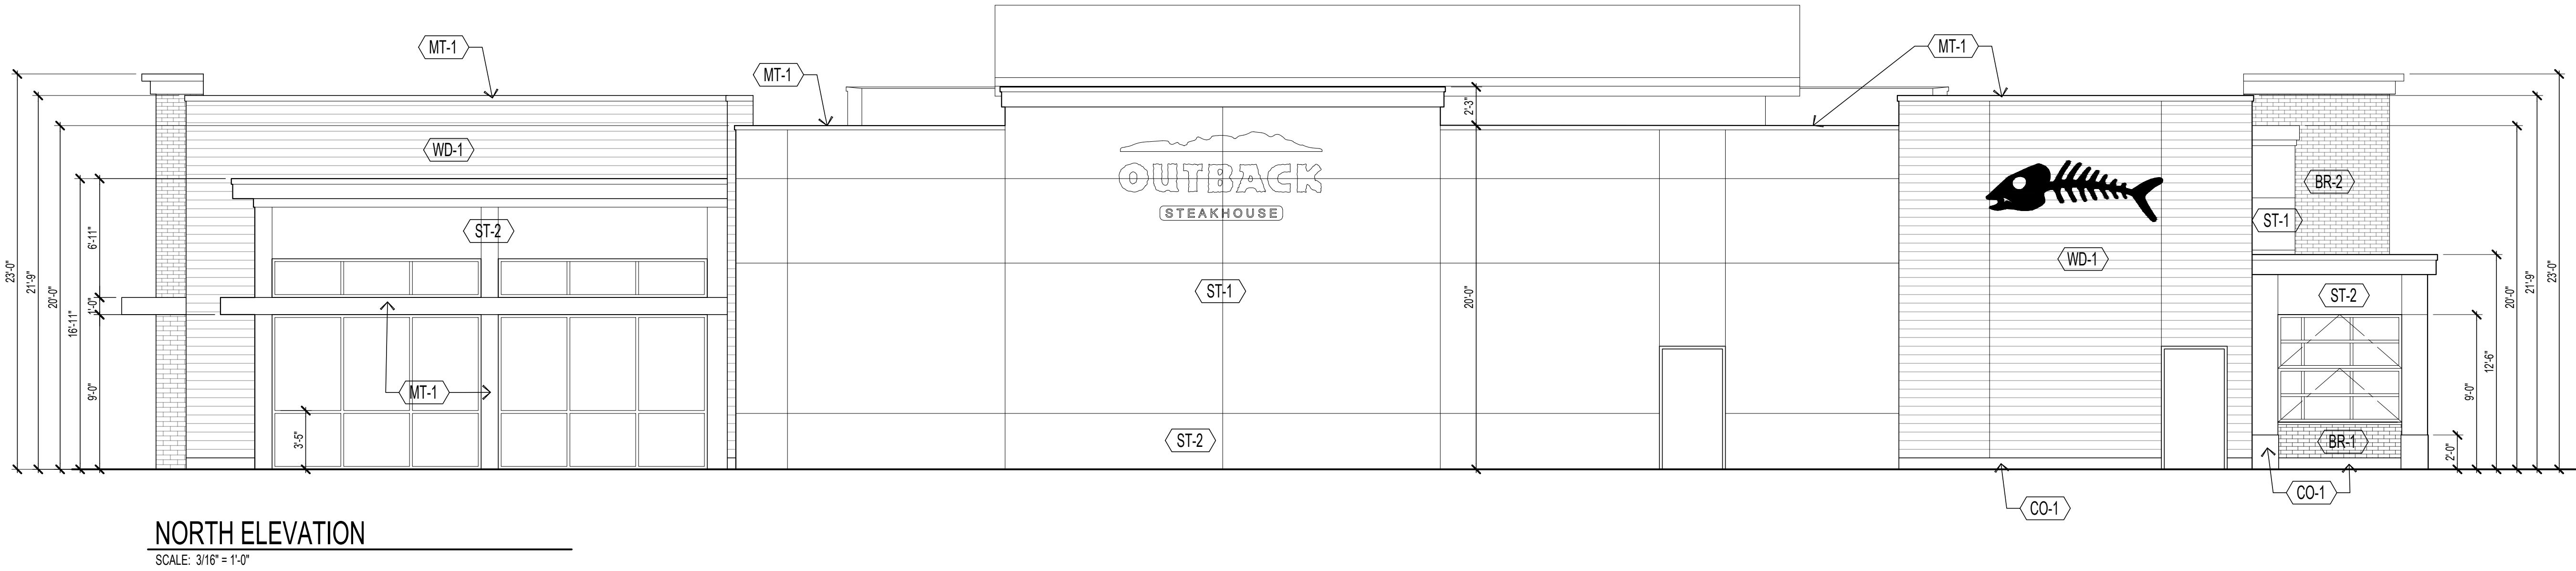 MT-1
MT-1
MT-1
WD-1
OUTBACK
STEAKHOUSE
2'-3"
BR-2
ST-1
ST-2
WD-1
ST-1
ST-2
23'-0"
21'-9"
20'-0"
16'-11"
6'-11"
1'-0"
9'-0"
3'-5"
MT-1
ST-2
20'-0"
BR-1
2'-0"
9'-0"
12'-6"
20'-0"
21'-9"
23'-0"
CO-1
CO-1
NORTH ELEVATION
SCALE: 3/16" = 1'-0"